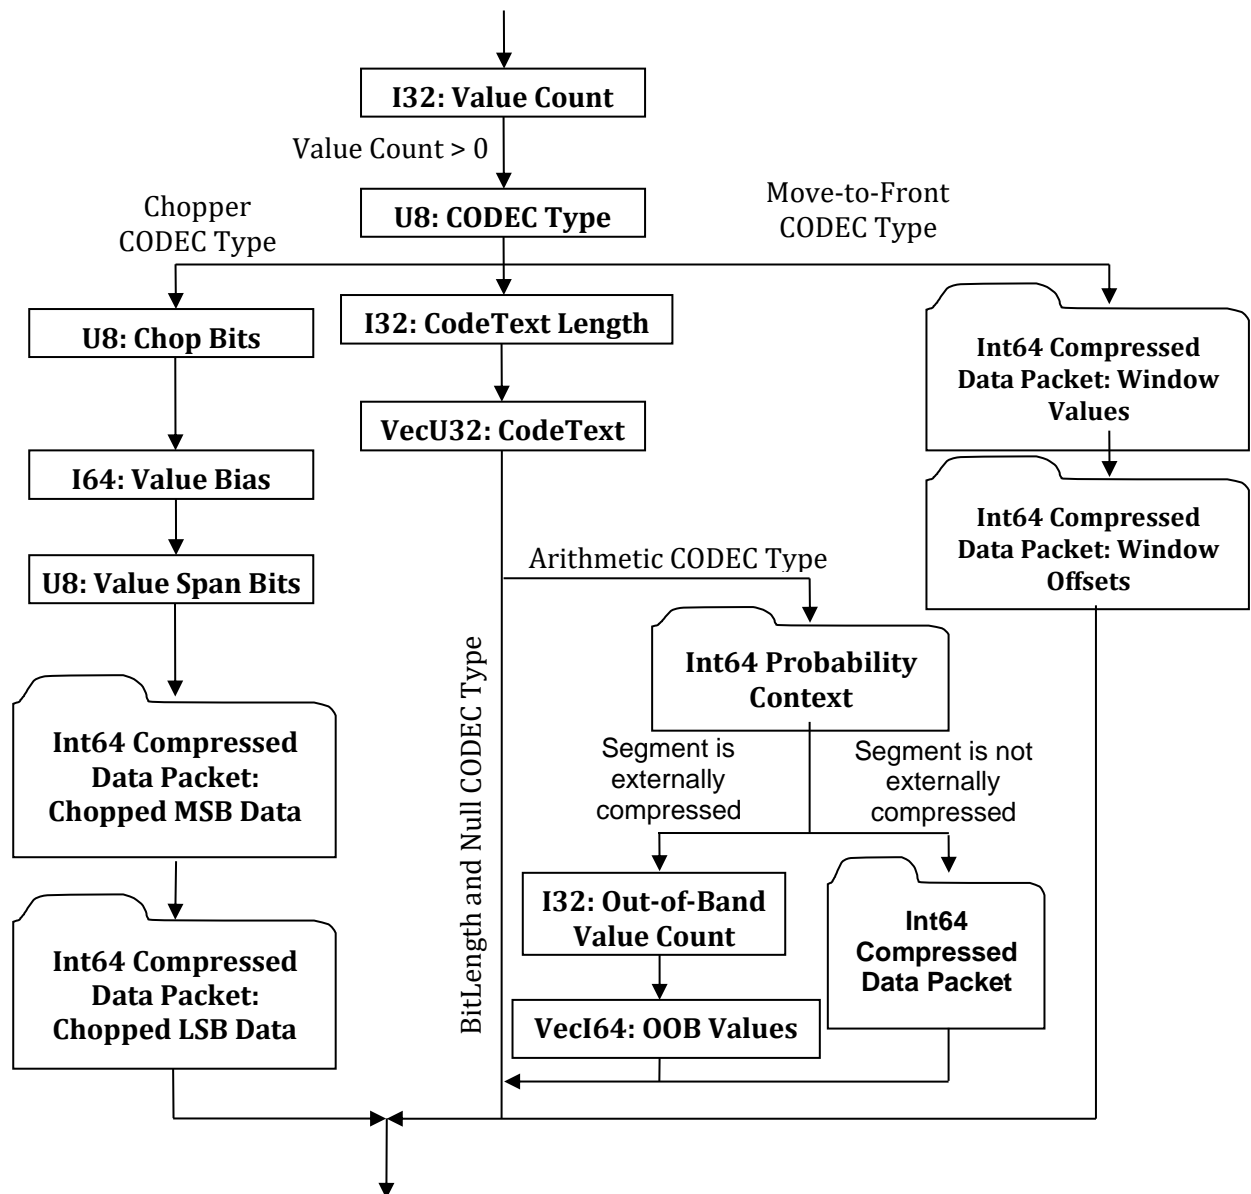 I32: Value Count
Value Count > 0
U8: CODEC Type
Chopper
CODEC Type
Move-to-Front
CODEC Type
U8: Chop Bits
I32: CodeText Length
Int64 Compressed
Data Packet: Window
Values
VecU32: CodeText
I64: Value Bias
Int64 Compressed
Data Packet: Window
Offsets
U8: Value Span Bits
Arithmetic CODEC Type
BitLength and Null CODEC Type
Int64 Probability
Context
Int64 Compressed
Data Packet:
Chopped MSB Data
Segment is
externally
compressed
Segment is not
externally
compressed
I32: Out-of-Band
Value Count
Int64
Compressed
Data Packet
Int64 Compressed
Data Packet:
Chopped LSB Data
VecI64: OOB Values